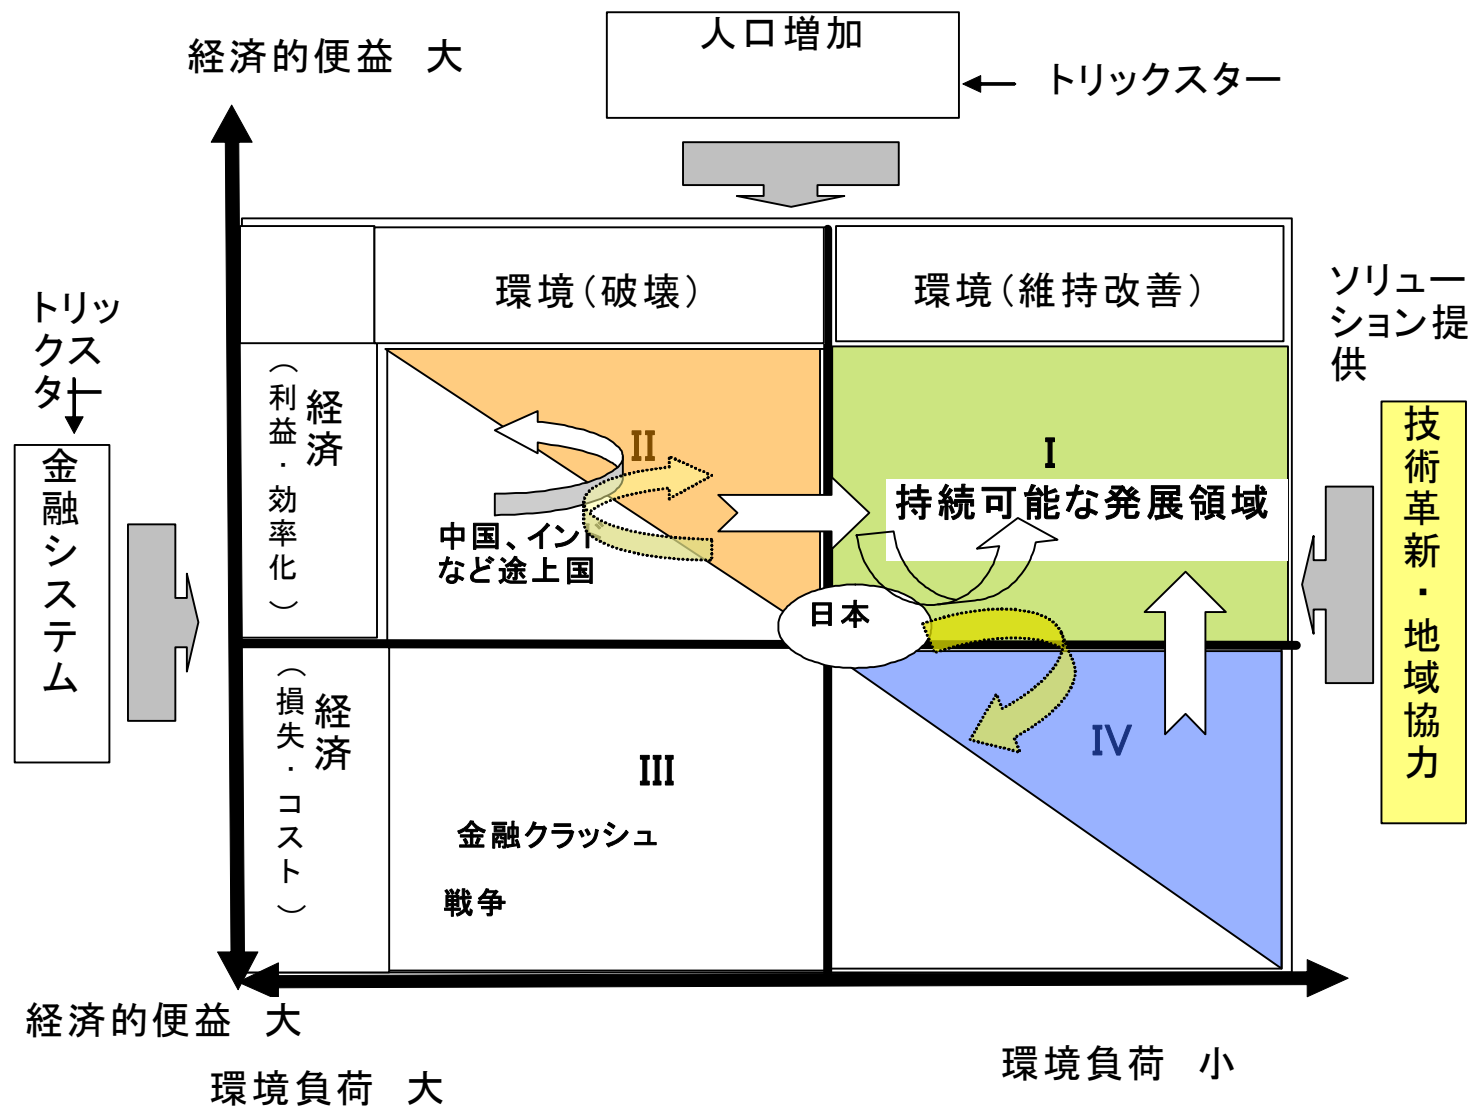 人口増加
経済的便益 大
トリックスター
環境(破壊)
環境(維持改善)
トリッ
クス
ター
ソリュー
ション提
供
経済
(利益・効率化)
II
I
持続可能な発展領域
技術革新・地域協力
金融システム
中国、インド
など途上国
日本
経済
(損失・コスト)
III
IV
金融クラッシュ
戦争
経済的便益 大
環境負荷 小
環境負荷 大